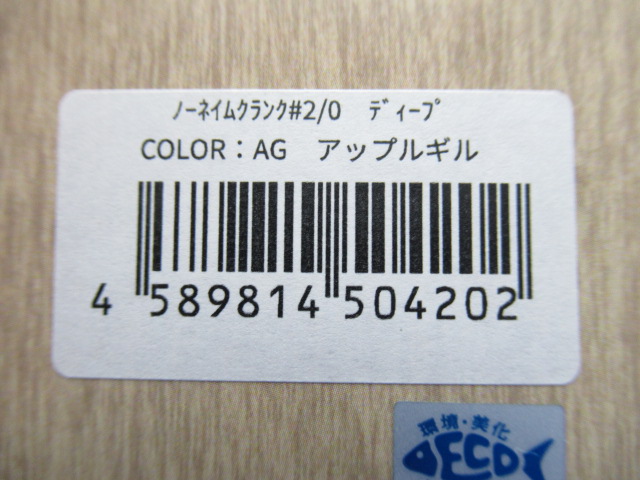 ﾉｰﾈｲﾑｸﾗﾝｸ#2/0　ﾃﾞｨｰﾌﾟ
COLOR：AG　アップルギル
4 589814 504202
環境・美化
ECO